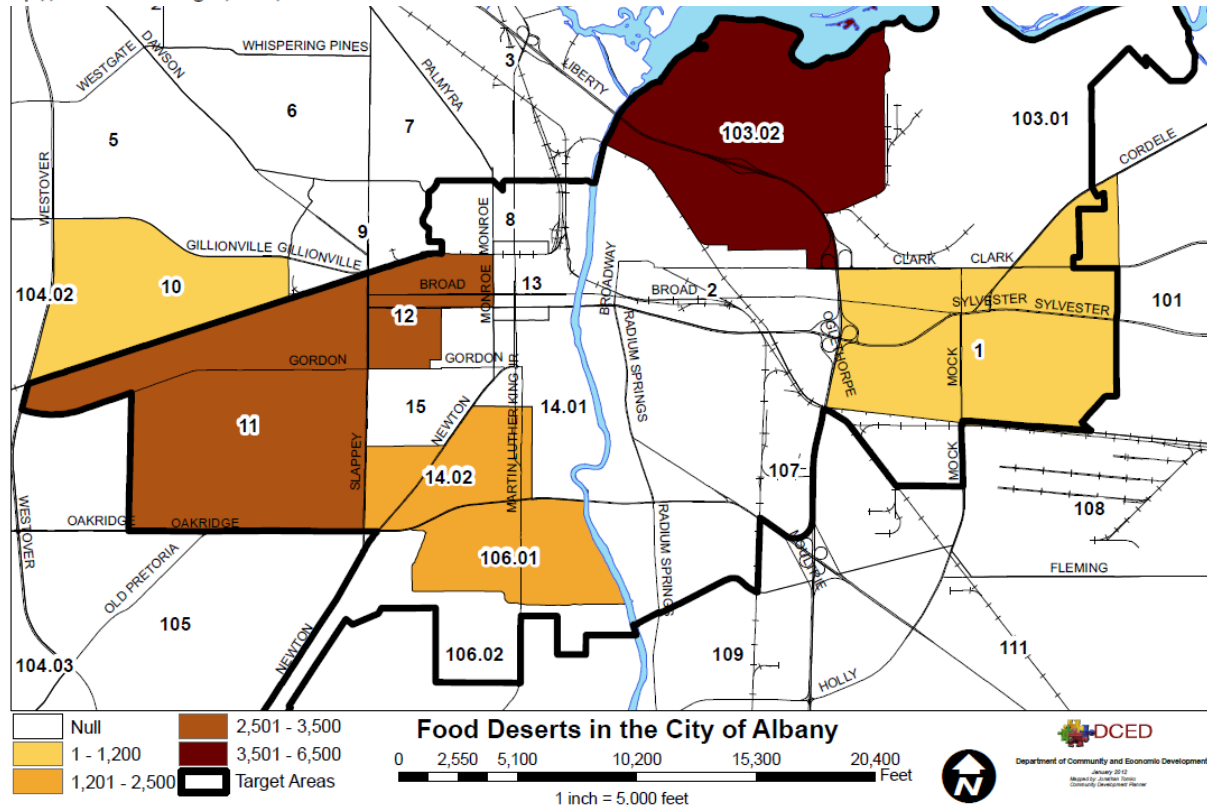 WHISPERING PINES
DAWSON
WESTGATE
3
LIBERTY
PALMYRA
6
7
5
103.02
103.01
CORDELE
WESTOVER
8
MONROE
9
GILLIONVILLE
GILLIONVILLE
CLARK
CLARK
10
104.02
BROAD
13
MONROE
BROADWAY
BROAD
2
SYLVESTER
SYLVESTER
101
12
OGLETHORPE
GORDON
GORDON
1
MOCK
RADIUM SPRINGS
15
NEWTON
MARTIN LUTHER KING JR
14.01
11
SLAPPEY
14.02
107
MOCK
108
WESTOVER
OAKRIDGE
OAKRIDGE
RADIUM SPRINGS
MOULTRIE
106.01
OLD PRETORIA
FLEMING
105
NEWTON
106.02
109
111
104.03
HOLLY
Null
1 - 1,200
1,201 - 2,500
2,501 - 3,500
3,501 - 6,500
Target Areas
Food Deserts in the City of Albany
0 2,550 5,100 10,200 15,300 20,400
Feet
1 inch = 5,000 feet
N
DCED
Department of Community and Economic Development
January 2012
Community Development Planner